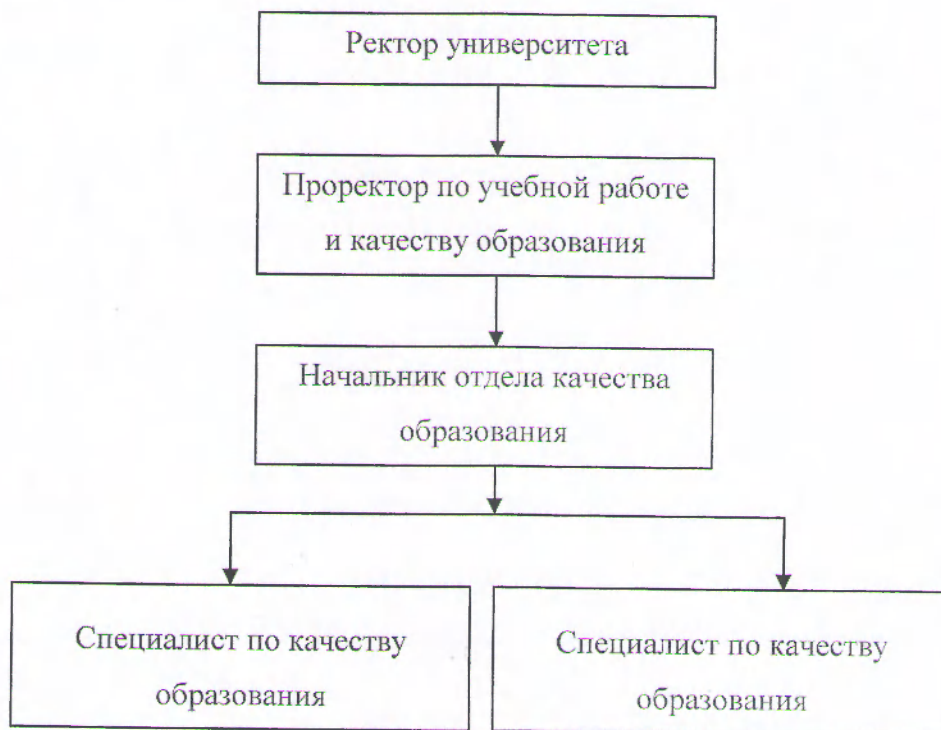 Ректор университета
Проректор по учебной работе
и качеству образования
Начальник отдела качества
образования
Специалист по качеству
образования
Специалист по качеству
образования